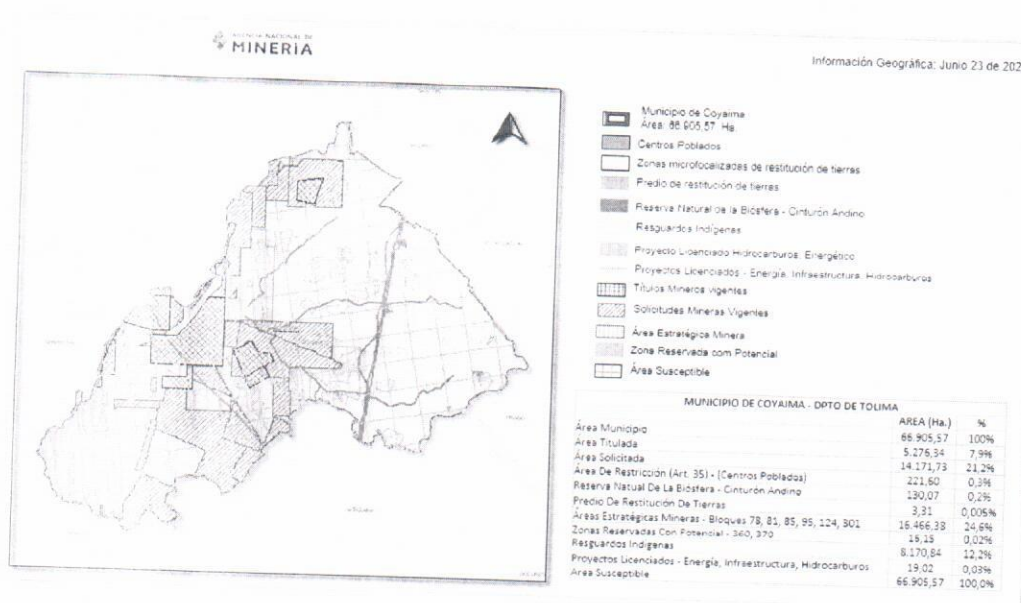 AGENCIA NACIONAL DE
MINERÍA
Información Geográfica: Junio 23 de 202
Municipio de Coyaima
Área: 66.905,57 Ha
Centros Poblados
Zonas microfocalizadas de restitución de tierras
Predio de restitución de tierras
Reserva Natural de la Biósfera - Cinturón Andino
Resguardos Indígenas
Proyecto Licenciado Hidrocarburos, Energético
Proyectos Licenciados - Energía, Infraestructura, Hidrocarburos
Títulos Mineros vigentes
Solicitudes Mineras Vigentes
Área Estratégica Minera
Zona Reservada com Potencial
Área Susceptible
MUNICIPIO DE COYAIMA - DPTO DE TOLIMA
AREA (Ha.) %
Área Municipio 66.905,57 100%
Área Titulada 5.276,34 7,9%
Área Solicitada 14.171,73 21,2%
Área De Restricción (Art. 35) - (Centros Poblados) 221,60 0,3%
Reserva Natual De La Biósfera - Cinturón Andino 130,07 0,2%
Predio De Restitución De Tierras 3,31 0,005%
Áreas Estratégicas Mineras - Bloques 78, 81, 85, 95, 124, 301 16.466,38 24,6%
Zonas Reservadas Con Potencial - 360, 370 15,15 0,02%
Resguardos Indígenas 8.170,84 12,2%
Proyectos Licenciados - Energía, Infraestructura, Hidrocarburos 19,02 0,03%
Área Susceptible 66.905,57 100,0%